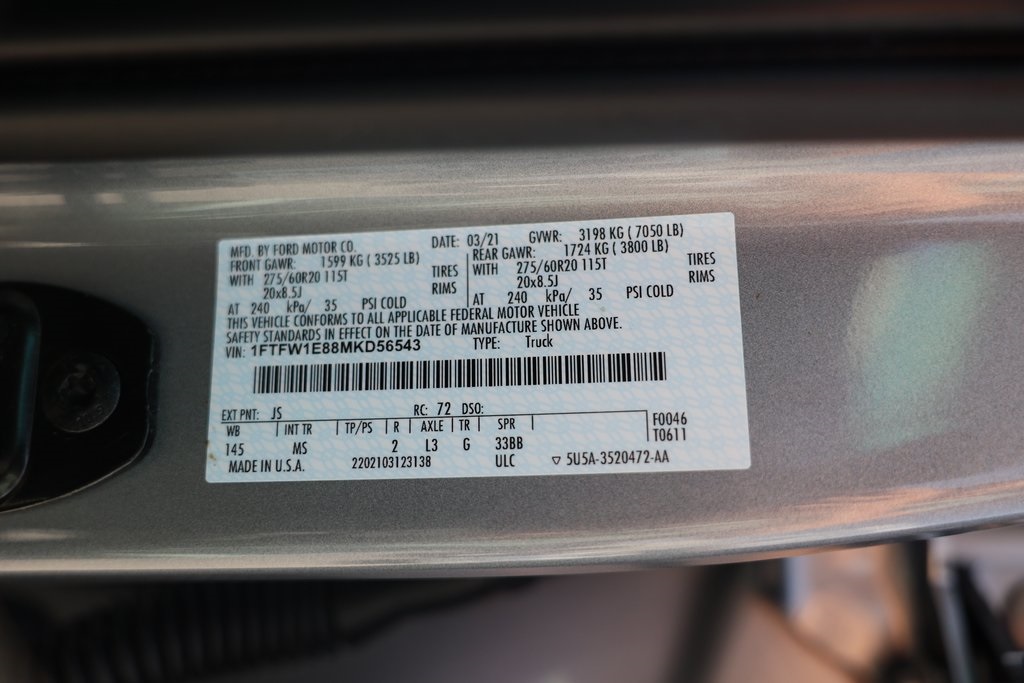 MFD. BY FORD MOTOR CO. DATE: 03/21 GVWR: 3198 KG ( 7050 LB)
FRONT GAWR: 1599 KG ( 3525 LB) REAR GAWR: 1724 KG ( 3800 LB)
WITH 275/60R20 115T TIRES WITH 275/60R20 115T TIRES
20x8.5J RIMS 20x8.5J RIMS
AT 240 kPa/ 35 PSI COLD AT 240 kPa/ 35 PSI COLD
THIS VEHICLE CONFORMS TO ALL APPLICABLE FEDERAL MOTOR VEHICLE
SAFETY STANDARDS IN EFFECT ON THE DATE OF MANUFACTURE SHOWN ABOVE.
VIN: 1FTFW1E88MKD56543 TYPE: Truck
EXT PNT: JS RC: 72 DSO:
WB INT TR TP/PS R AXLE TR SPR F0046
145 MS 2 L3 G 33BB T0611
MADE IN U.S.A. 2202103123138 ULC ▽ 5U5A-3520472-AA